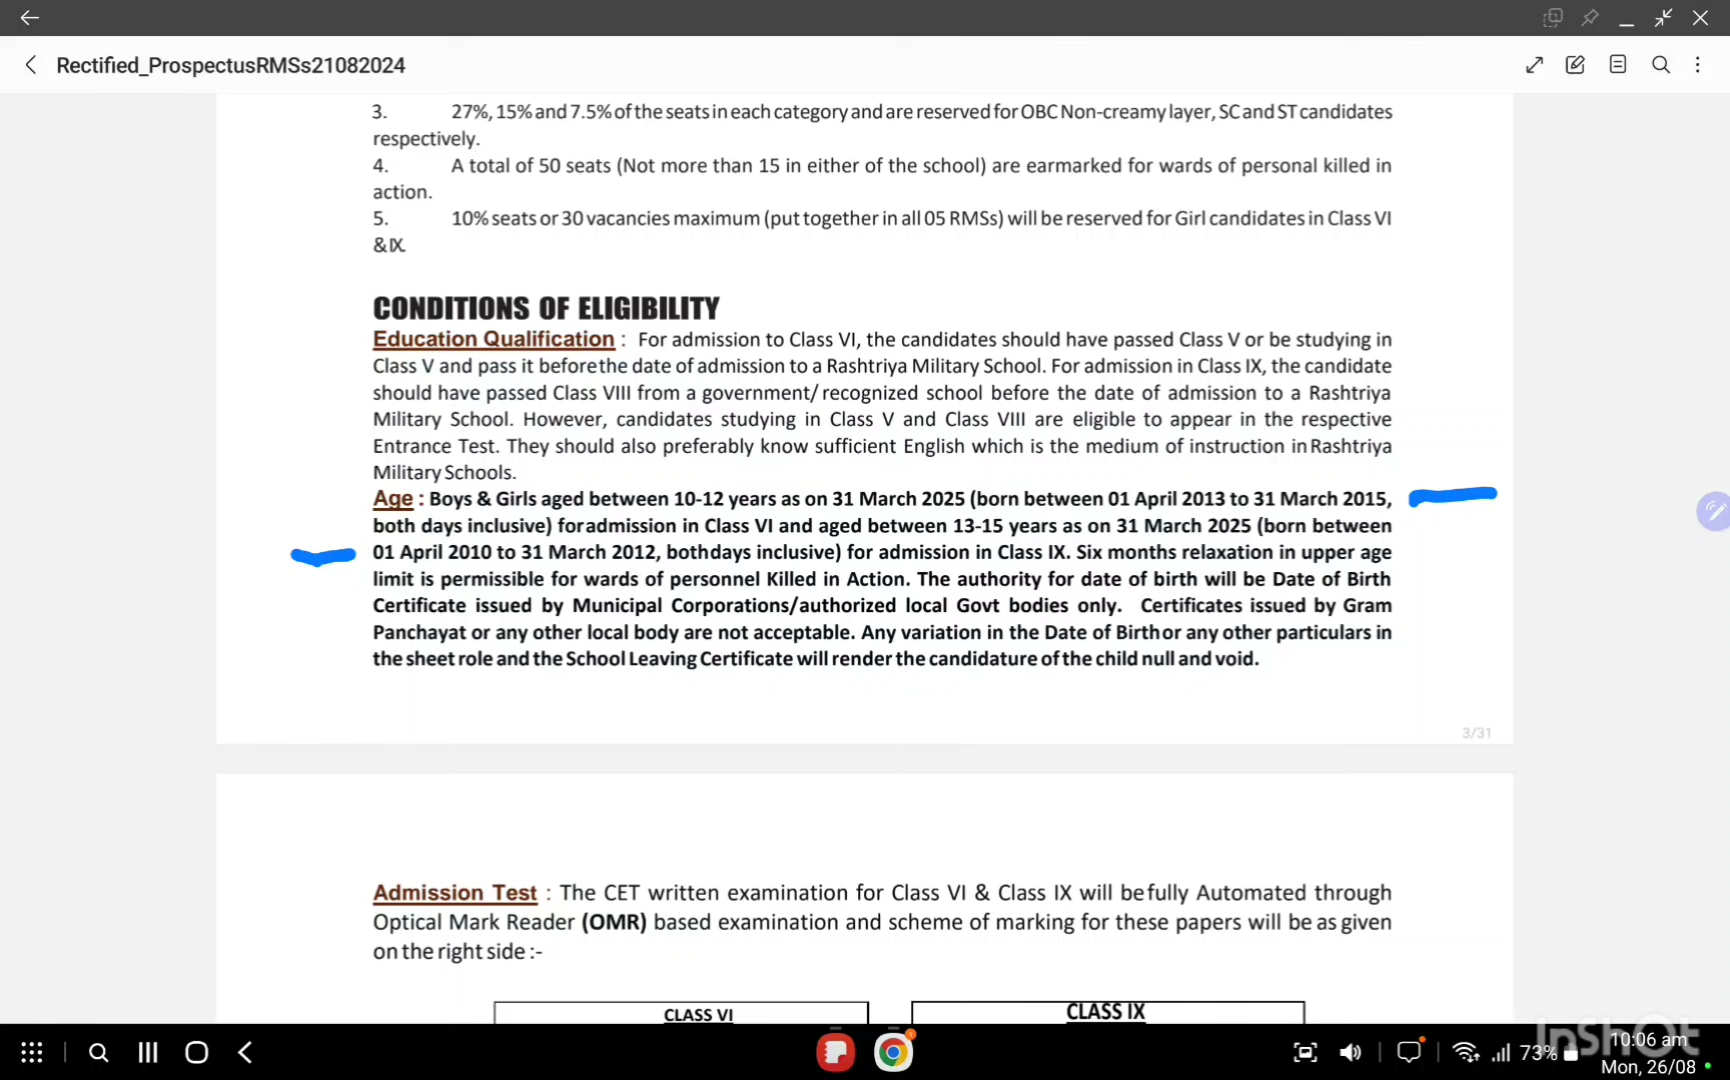 Rectified_ProspectusRMSs21082024
3. 27%, 15% and 7.5% of the seats in each category and are reserved for OBC Non-creamy layer, SC and ST candidates
respectively.
4. A total of 50 seats (Not more than 15 in either of the school) are earmarked for wards of personal killed in
action.
5. 10% seats or 30 vacancies maximum (put together in all 05 RMSs) will be reserved for Girl candidates in Class VI
& IX.
CONDITIONS OF ELIGIBILITY
Education Qualification : For admission to Class VI, the candidates should have passed Class V or be studying in
Class V and pass it before the date of admission to a Rashtriya Military School. For admission in Class IX, the candidate
should have passed Class VIII from a government/ recognized school before the date of admission to a Rashtriya
Military School. However, candidates studying in Class V and Class VIII are eligible to appear in the respective
Entrance Test. They should also preferably know sufficient English which is the medium of instruction in Rashtriya
Military Schools.
Age : Boys & Girls aged between 10-12 years as on 31 March 2025 (born between 01 April 2013 to 31 March 2015,
both days inclusive) for admission in Class VI and aged between 13-15 years as on 31 March 2025 (born between
01 April 2010 to 31 March 2012, both days inclusive) for admission in Class IX. Six months relaxation in upper age
limit is permissible for wards of personnel Killed in Action. The authority for date of birth will be Date of Birth
Certificate issued by Municipal Corporations/authorized local Govt bodies only. Certificates issued by Gram
Panchayat or any other local body are not acceptable. Any variation in the Date of Birth or any other particulars in
the sheet role and the School Leaving Certificate will render the candidature of the child null and void.
3/31
Admission Test : The CET written examination for Class VI & Class IX will be fully Automated through
Optical Mark Reader (OMR) based examination and scheme of marking for these papers will be as given
on the right side :-
CLASS VI
CLASS IX
InShOt
73%
10:06 am
Mon, 26/08